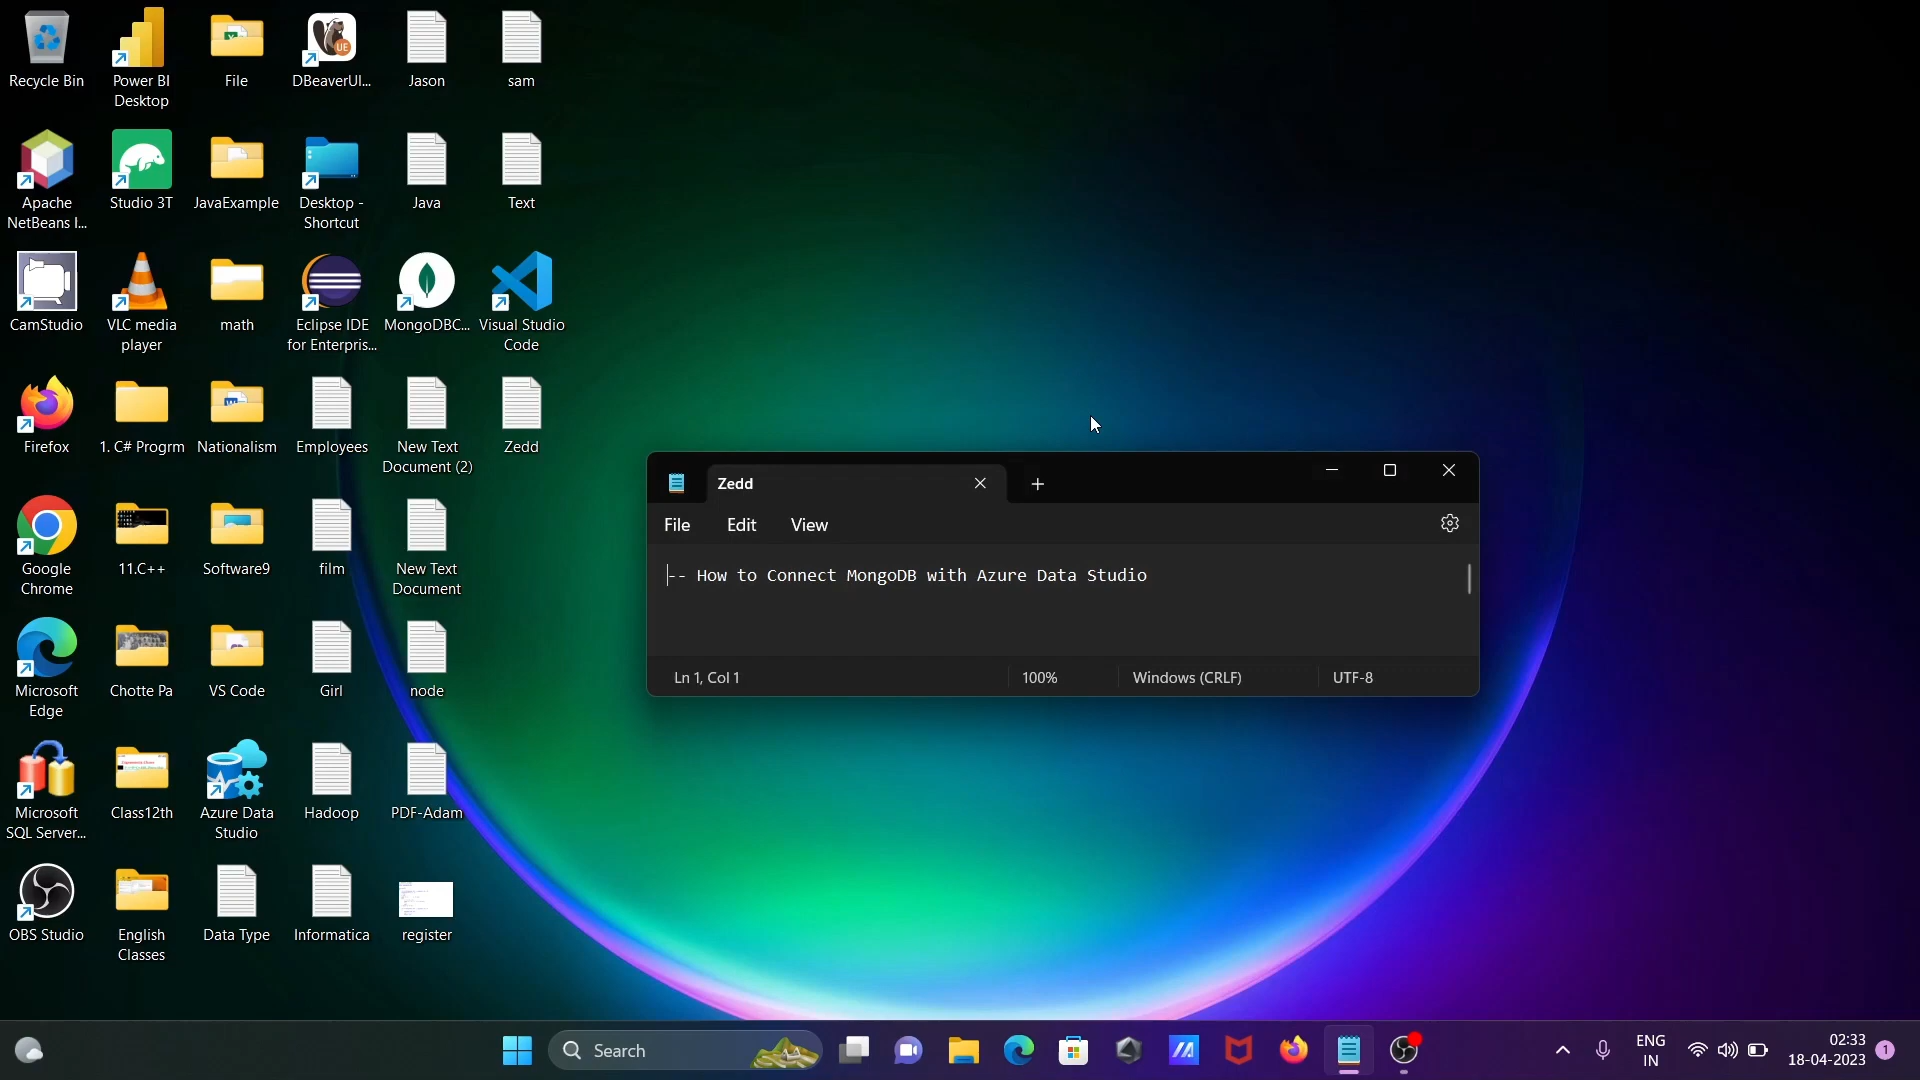 Recycle Bin
Power BI
Desktop
File
DBeaverUl...
Jason
sam
Apache
NetBeans I...
Studio 3T
JavaExample
Desktop -
Shortcut
Java
Text
CamStudio
VLC media
player
math
Eclipse IDE
for Enterpris...
MongoDBC...
Visual Studio
Code
Firefox
1. C# Progrm
Nationalism
Employees
New Text
Document (2)
Zedd
Google
Chrome
11.C++
Software9
film
New Text
Document
Microsoft
Edge
Chotte Pa
VS Code
Girl
node
Microsoft
SQL Server...
Class12th
Azure Data
Studio
Hadoop
PDF-Adam
OBS Studio
English
Classes
Data Type
Informatica
register
Zedd
File Edit View
-- How to Connect MongoDB with Azure Data Studio
Ln 1, Col 1 100% Windows (CRLF) UTF-8
Search
ENG
IN
02:33
18-04-2023
1